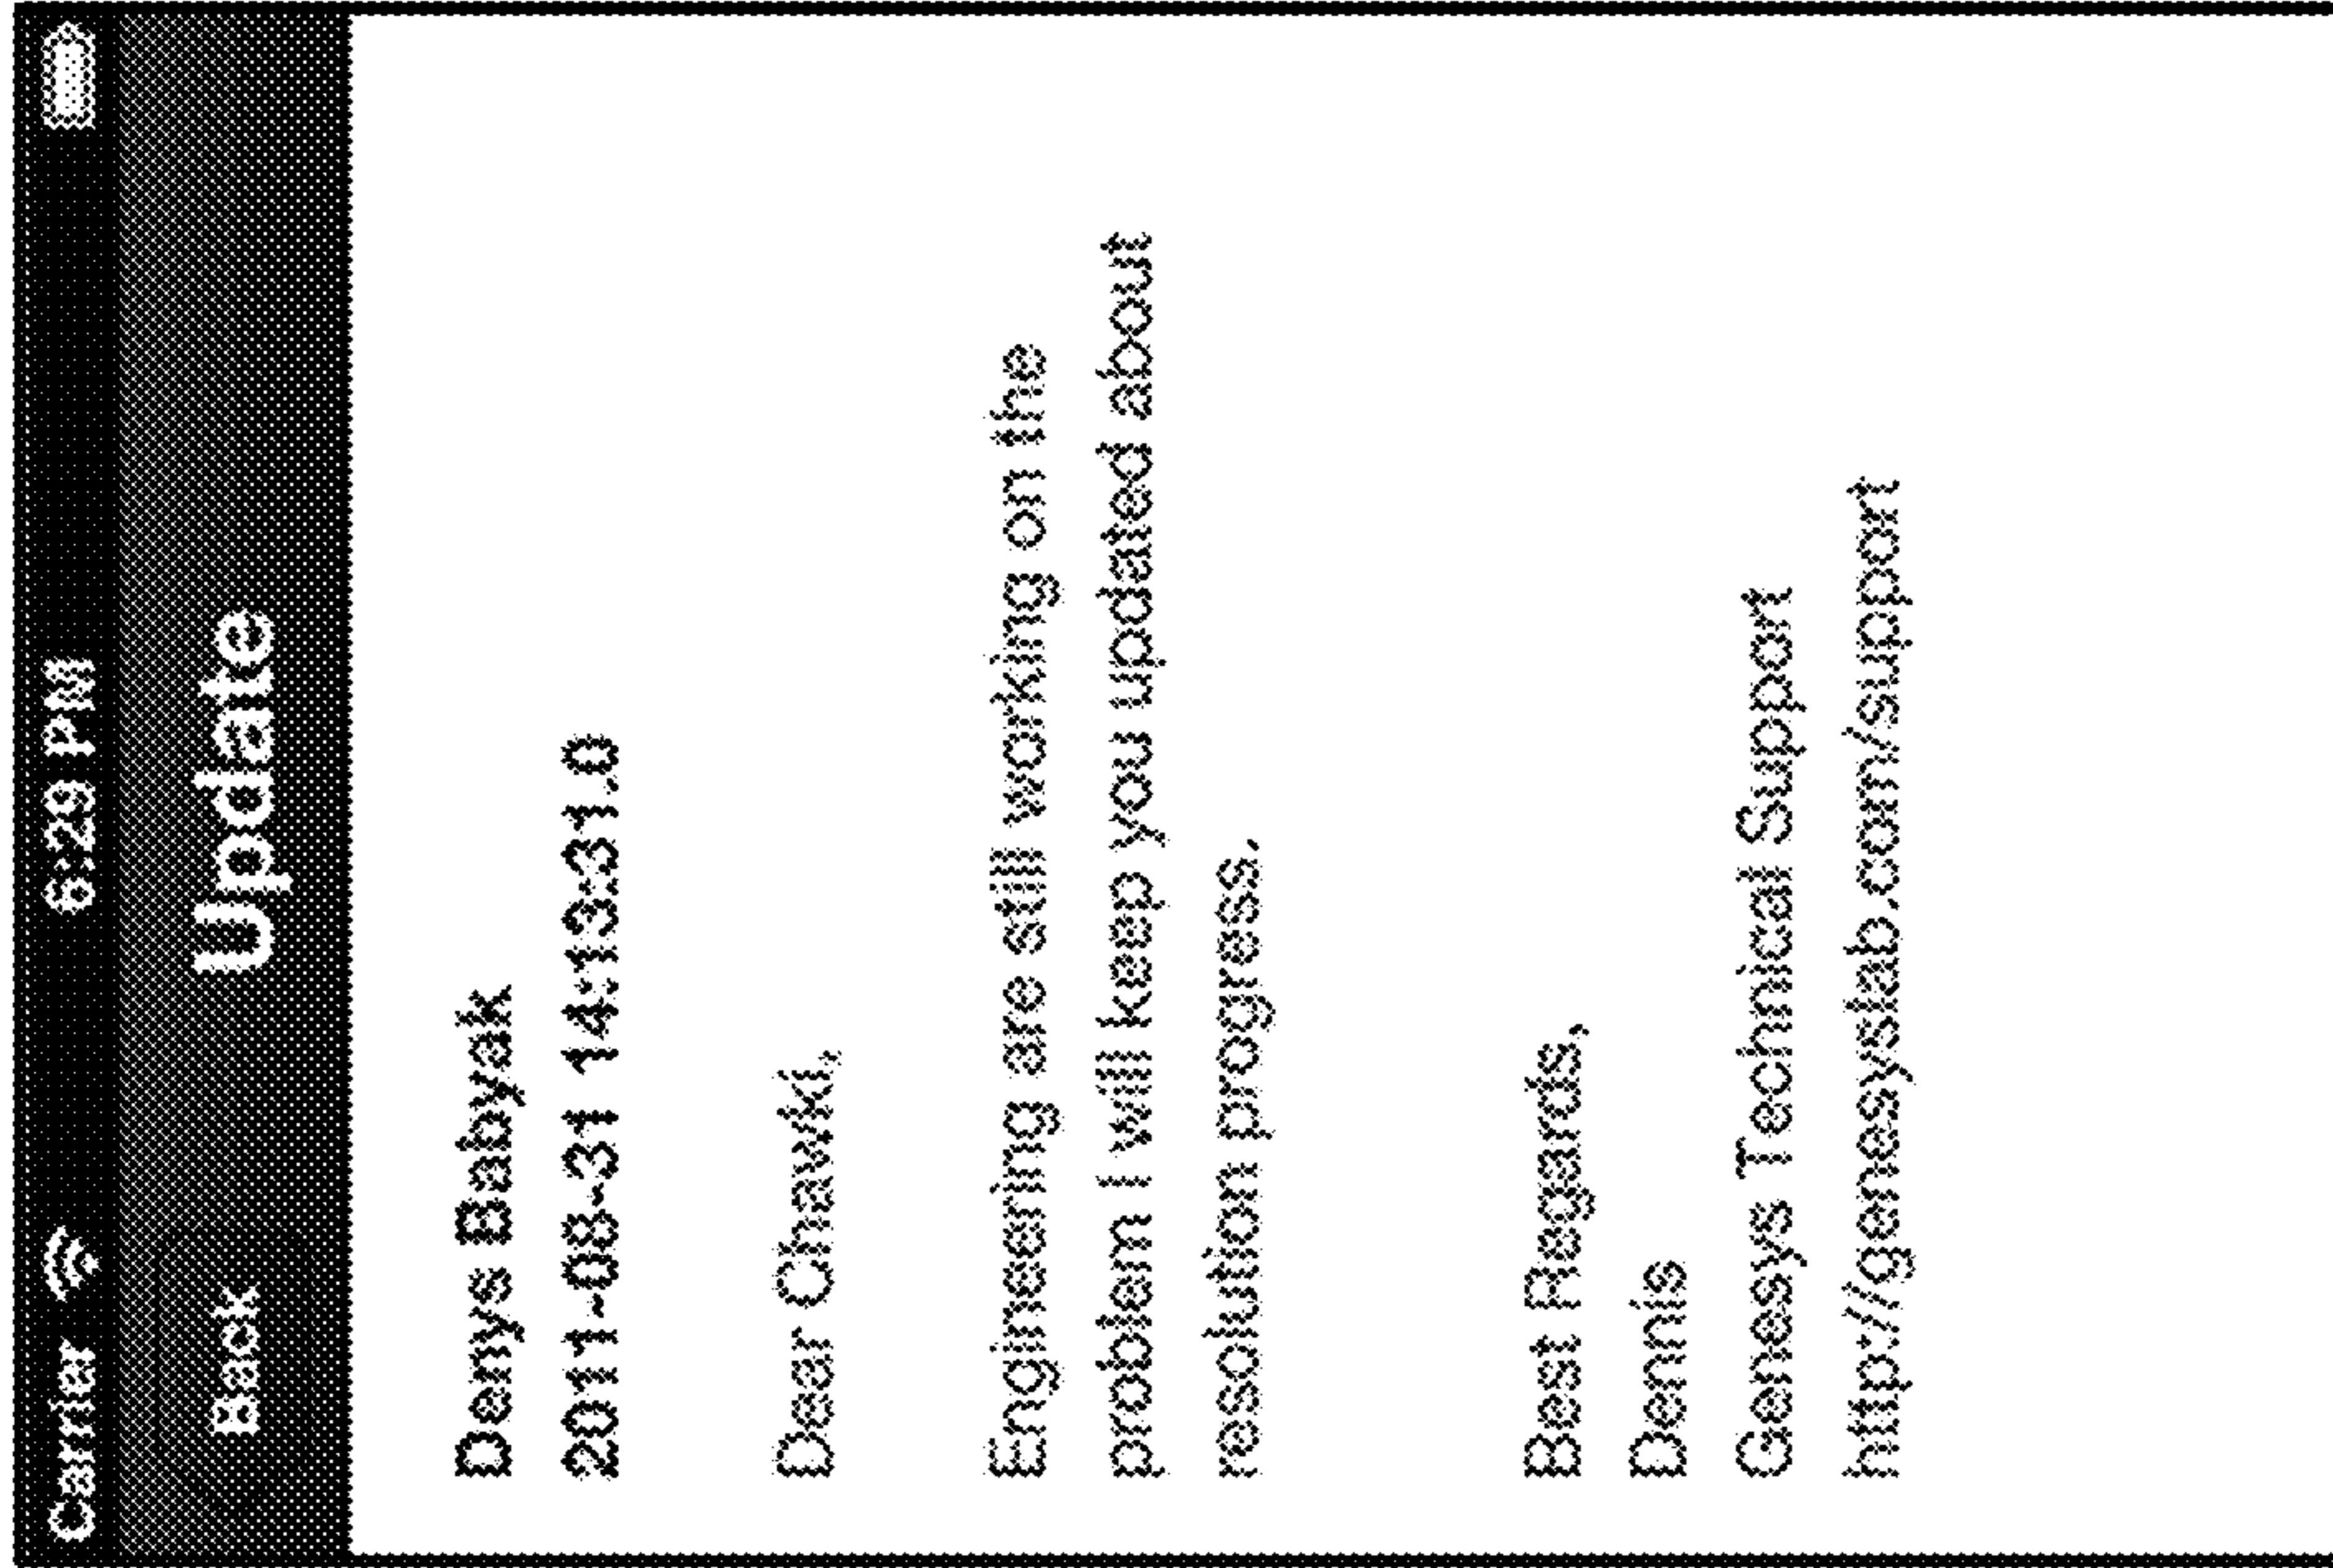 Carrier 6:29 PM
Back Update
Denys Babyak
2011-08-31 14:13:31.0
Dear Chawki,
Engineering are still working on the
problem I will keep you updated about
resolution progress.
Best Regards,
Dennis
Genesys Technical Support
http://genesyslab.com/support